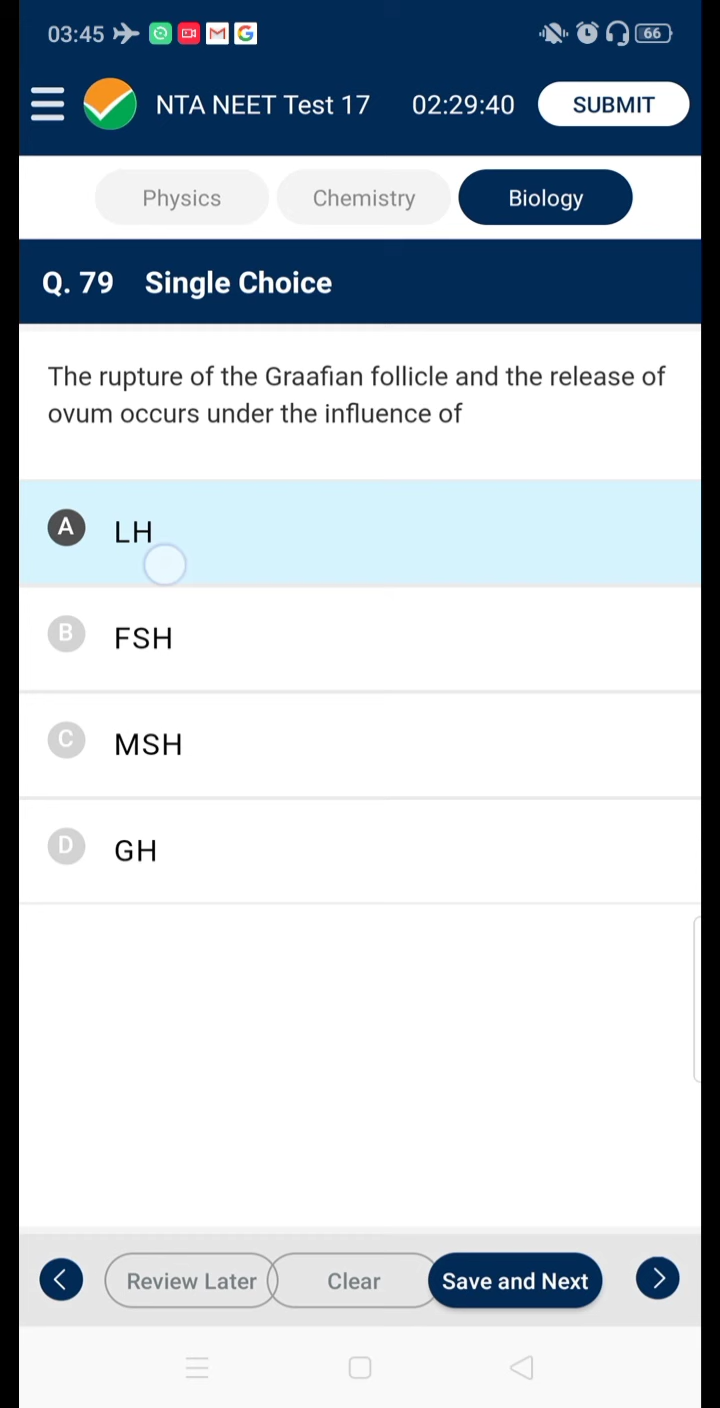 03:45 66
NTA NEET Test 17 02:29:40 SUBMIT
Physics Chemistry Biology
Q. 79 Single Choice
The rupture of the Graafian follicle and the release of
ovum occurs under the influence of
A LH
B FSH
C MSH
D GH
Review Later Clear Save and Next